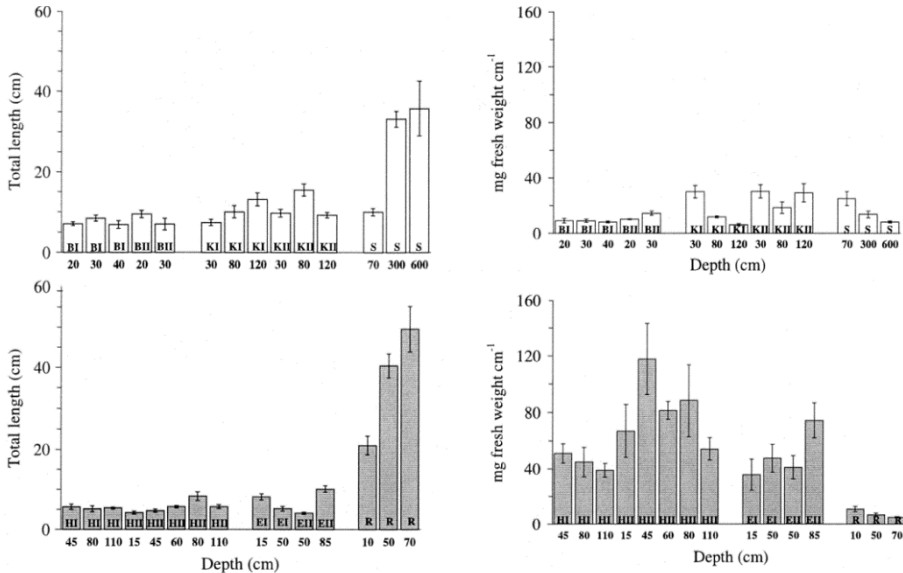 60
40
20
0
Total length (cm)
BI BI BI BII BII KI KI KI KII KII KII S S S
20 30 40 20 30 30 80 120 30 80 120 70 300 600
160
120
80
40
0
mg fresh weight cm-1
BI BI BI BII BII KI KI KI KII KII KII S S S
20 30 40 20 30 30 80 120 30 80 120 70 300 600
Depth (cm)
60
40
20
0
Total length (cm)
HI HI HI HII HII HII HII HII EI EI EII EII R R R
45 80 110 15 45 60 80 110 15 50 50 85 10 50 70
Depth (cm)
160
120
80
40
0
mg fresh weight cm-1
HI HI HI HII HII HII HII HII EI EI EII EII R R R
45 80 110 15 45 60 80 110 15 50 50 85 10 50 70
Depth (cm)